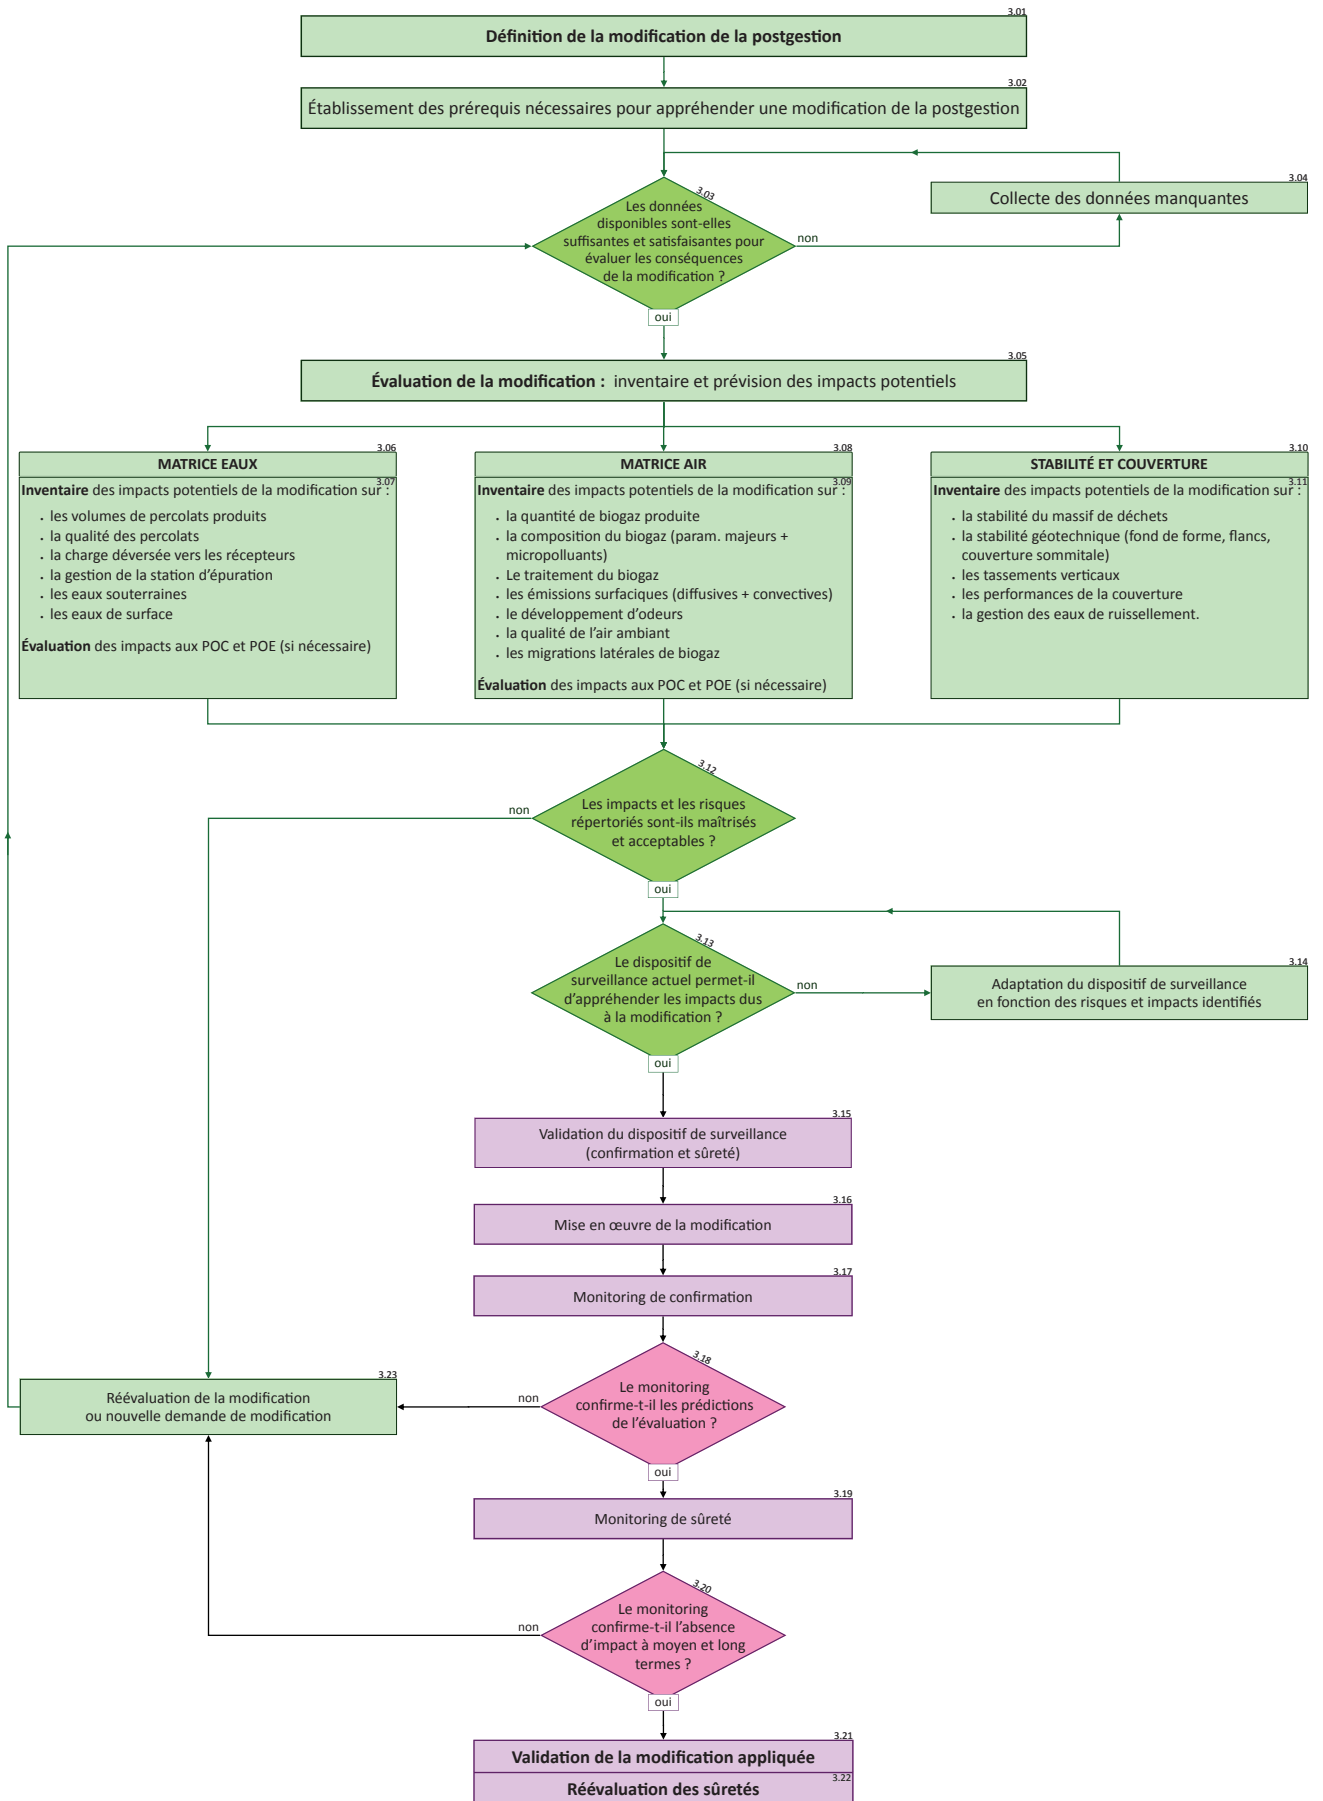 3.01
Définition de la modification de la postgestion
3.02
Établissement des prérequis nécessaires pour appréhender une modification de la postgestion
3.03
Les données
disponibles sont-elles
suffisantes et satisfaisantes pour
évaluer les conséquences
de la modification ?
non
3.04
Collecte des données manquantes
oui
3.05
Évaluation de la modification : inventaire et prévision des impacts potentiels
3.06
MATRICE EAUX
3.07
Inventaire des impacts potentiels de la modification sur :
. les volumes de percolats produits
. la qualité des percolats
. la charge déversée vers les récepteurs
. la gestion de la station d'épuration
. les eaux souterraines
. les eaux de surface
Évaluation des impacts aux POC et POE (si nécessaire)
3.08
MATRICE AIR
3.09
Inventaire des impacts potentiels de la modification sur :
. la quantité de biogaz produite
. la composition du biogaz (param. majeurs +
micropolluants)
. Le traitement du biogaz
. les émissions surfaciques (diffusives + convectives)
. le développement d'odeurs
. la qualité de l'air ambiant
. les migrations latérales de biogaz
Évaluation des impacts aux POC et POE (si nécessaire)
3.10
STABILITÉ ET COUVERTURE
3.11
Inventaire des impacts potentiels de la modification sur :
. la stabilité du massif de déchets
. la stabilité géotechnique (fond de forme, flancs,
couverture sommitale)
. les tassements verticaux
. les performances de la couverture
. la gestion des eaux de ruissellement.
3.12
Les impacts et les risques
répertoriés sont-ils maîtrisés
et acceptables ?
non
oui
3.13
Le dispositif de
surveillance actuel permet-il
d'appréhender les impacts dus
à la modification ?
non
3.14
Adaptation du dispositif de surveillance
en fonction des risques et impacts identifiés
oui
3.15
Validation du dispositif de surveillance
(confirmation et sûreté)
3.16
Mise en œuvre de la modification
3.17
Monitoring de confirmation
3.18
Le monitoring
confirme-t-il les prédictions
de l'évaluation ?
non
3.23
Réévaluation de la modification
ou nouvelle demande de modification
oui
3.19
Monitoring de sûreté
3.20
Le monitoring
confirme-t-il l'absence
d'impact à moyen et long
termes ?
non
oui
3.21
Validation de la modification appliquée
3.22
Réévaluation des sûretés